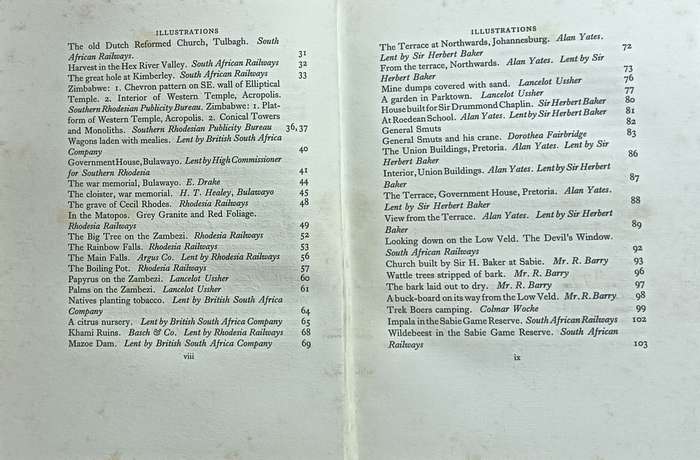 ILLUSTRATIONS
The old Dutch Reformed Church, Tulbagh. South
African Railways. 31
Harvest in the Hex River Valley. South African Railways 32
The great hole at Kimberley. South African Railways 33
Zimbabwe: 1. Chevron pattern on SE. wall of Elliptical
Temple. 2. Interior of Western Temple, Acropolis.
Southern Rhodesian Publicity Bureau. Zimbabwe: 1. Plat-
form of Western Temple, Acropolis. 2. Conical Towers
and Monoliths. Southern Rhodesian Publicity Bureau 36, 37
Wagons laden with mealies. Lent by British South Africa
Company 40
Government House, Bulawayo. Lent by High Commissioner
for Southern Rhodesia 41
The war memorial, Bulawayo. E. Drake 44
The cloister, war memorial. H. T. Healey, Bulawayo 45
The grave of Cecil Rhodes. Rhodesia Railways 48
In the Matopos. Grey Granite and Red Foliage.
Rhodesia Railways 49
The Big Tree on the Zambezi. Rhodesia Railways 52
The Rainbow Falls. Rhodesia Railways 53
The Main Falls. Argus Co. Lent by Rhodesia Railways 56
The Boiling Pot. Rhodesia Railways 57
Papyrus on the Zambezi. Lancelot Ussher 60
Palms on the Zambezi. Lancelot Ussher 61
Natives planting tobacco. Lent by British South Africa
Company 64
A citrus nursery. Lent by British South Africa Company 65
Khami Ruins. Basch & Co. Lent by Rhodesia Railways 68
Mazoe Dam. Lent by British South Africa Company 69
viii
ILLUSTRATIONS
The Terrace at Northwards, Johannesburg. Alan Yates.
Lent by Sir Herbert Baker 72
From the terrace, Northwards. Alan Yates. Lent by Sir
Herbert Baker 73
Mine dumps covered with sand. Lancelot Ussher 76
A garden in Parktown. Lancelot Ussher 77
House built for Sir Drummond Chaplin. Sir Herbert Baker 80
At Roedean School. Alan Yates. Lent by Sir Herbert Baker 81
General Smuts 82
General Smuts and his crane. Dorothea Fairbridge 83
The Union Buildings, Pretoria. Alan Yates. Lent by Sir
Herbert Baker 86
Interior, Union Buildings. Alan Yates. Lent by Sir Herbert
Baker 87
The Terrace, Government House, Pretoria. Alan Yates.
Lent by Sir Herbert Baker 88
View from the Terrace. Alan Yates. Lent by Sir Herbert
Baker 89
Looking down on the Low Veld. The Devil's Window.
South African Railways 92
Church built by Sir H. Baker at Sabie. Mr. R. Barry 93
Wattle trees stripped of bark. Mr. R. Barry 96
The bark laid out to dry. Mr. R. Barry 97
A buck-board on its way from the Low Veld. Mr. R. Barry 98
Trek Boers camping. Colmar Wocke 99
Impala in the Sabie Game Reserve. South African Railways 102
Wildebeest in the Sabie Game Reserve. South African
Railways 103
ix